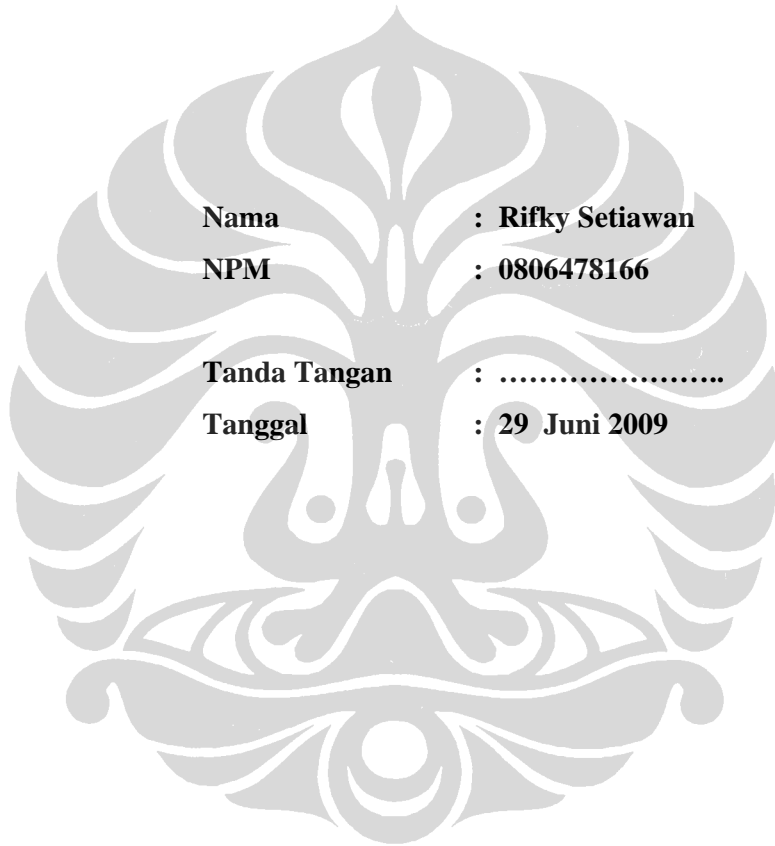 Nama : Rifky Setiawan
NPM : 0806478166
Tanda Tangan : ……………………..
Tanggal : 29 Juni 2009